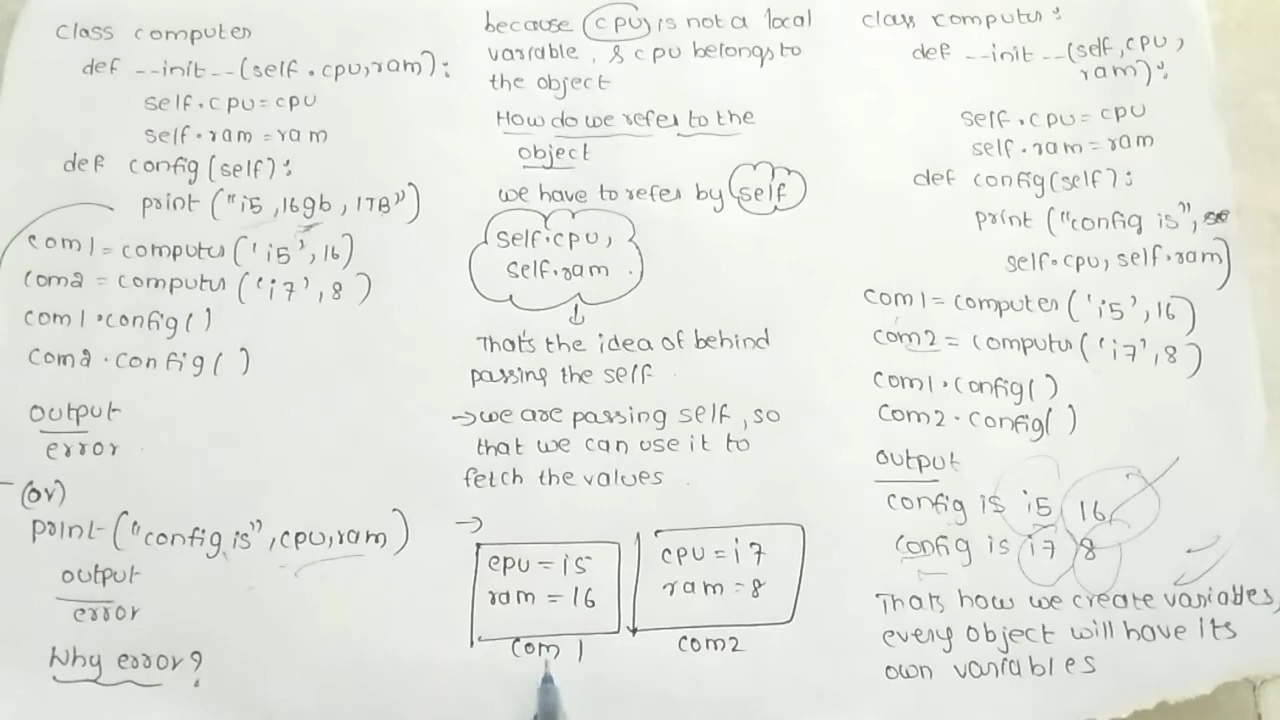 class computer
def --init--(self.cpu,ram):
self.cpu=cpu
self.ram=ram
def config(self):
print("i5,16gb,1TB")
com1=computer('i5',16)
com2=computer('i7',8)
com1.config()
com2.config()
output
error
(or)
print("config is",cpu,ram)
output
error
Why error?
because cpu is not a local
variable, & cpu belongs to
the object
How do we refer to the
object
we have to refer by self
self.cpu,
self.ram
That's the idea of behind
passing the self
→we are passing self, so
that we can use it to
fetch the values
→
cpu=i5
ram=16
com1
cpu=i7
ram=8
com2
class computer:
def --init--(self,cpu,
ram):
self.cpu=cpu
self.ram=ram
def config(self):
print("config is",
self.cpu,self.ram)
com1=computer('i5',16)
com2=computer('i7',8)
com1.config()
com2.config()
output
config is i5 16
config is i7 8
Thats how we create variables,
every object will have its
own variables